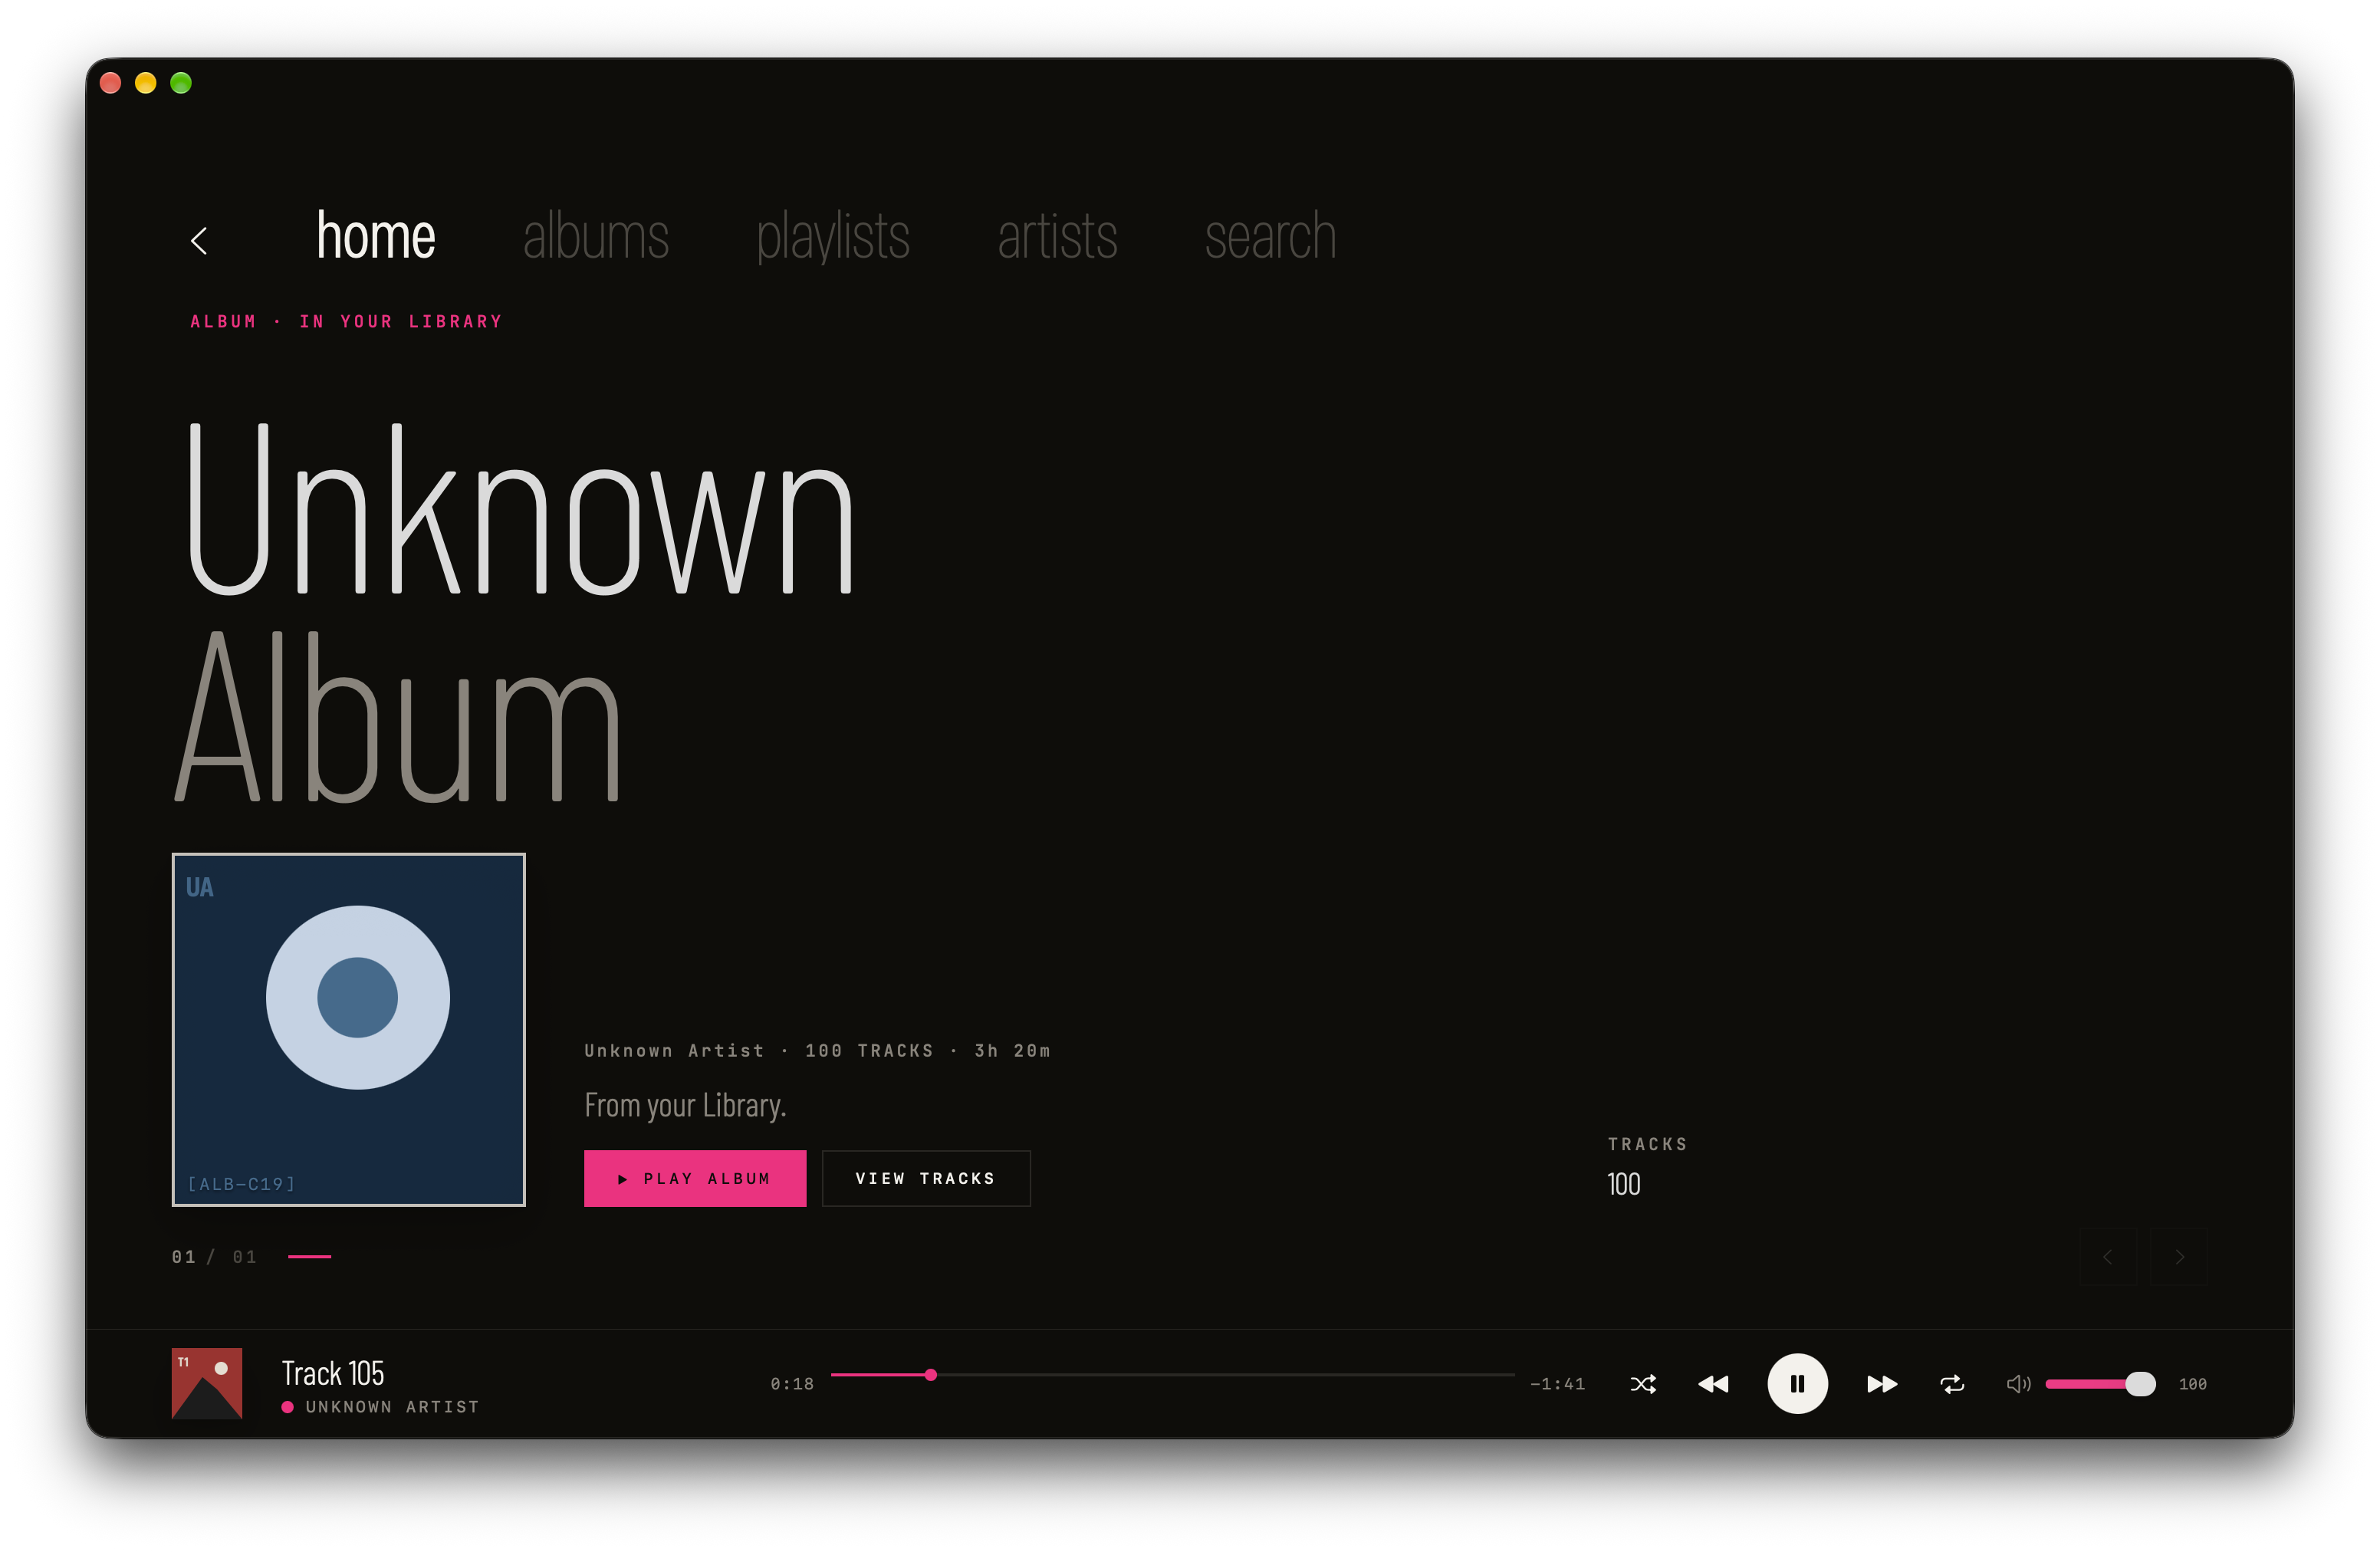 home albums playlists artists search
ALBUM · IN YOUR LIBRARY
Unknown
Album
UA
[ALB—C19]
Unknown Artist · 100 TRACKS · 3h 20m
From your Library.
▶ PLAY ALBUM
VIEW TRACKS
TRACKS
100
01 / 01
T1
Track 105
UNKNOWN ARTIST
0:18
—1:41
100